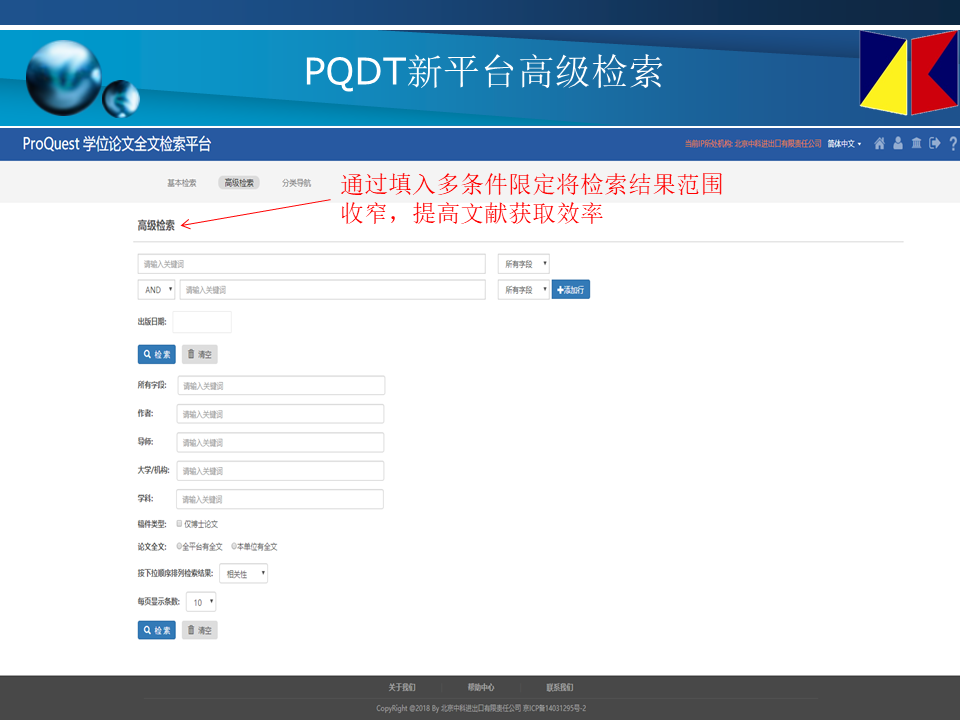 PQDT新平台高级检索
ProQuest 学位论文全文检索平台
当前IP所处机构: 北京中科进出口有限责任公司 简体中文
基本检索 高级检索 分类导航
通过填入多条件限定将检索结果范围
收窄，提高文献获取效率
高级检索
请输入关键词 所有字段
AND 请输入关键词 所有字段 添加行
出版日期:
检 索 清空
所有字段: 请输入关键词
作者: 请输入关键词
导师: 请输入关键词
大学/机构: 请输入关键词
学科: 请输入关键词
稿件类型: 仅博士论文
论文全文: 全平台有全文 本单位有全文
按下拉顺序排列检索结果: 相关性
每页显示条数: 10
检 索 清空
关于我们 | 帮助中心 | 联系我们
CopyRight @2018 By 北京中科进出口有限责任公司 京ICP备14031295号-2